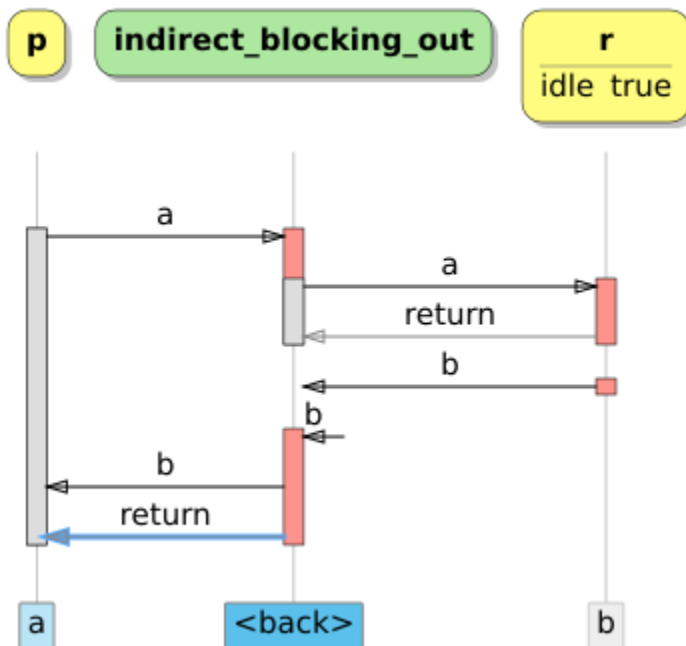 p
indirect_blocking_out
r
idle true
a
a
return
b
b
b
return
a
<back>
b